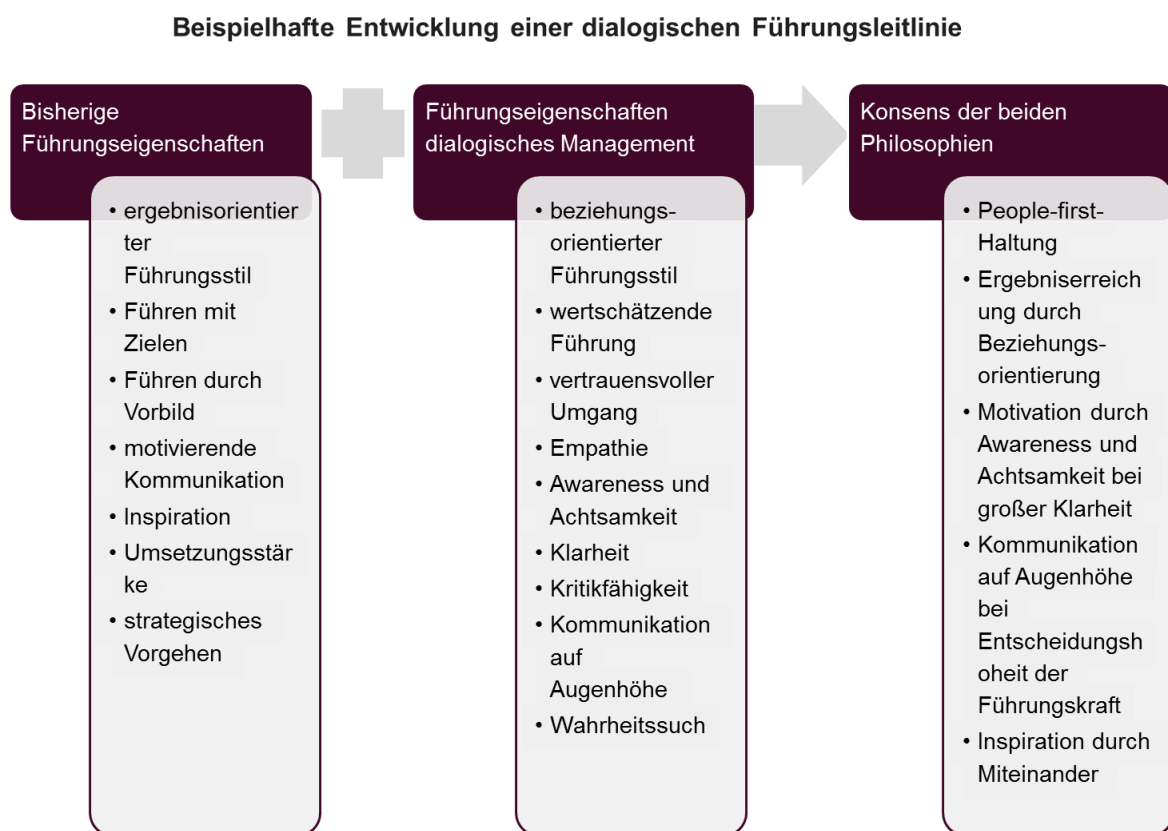 Beispielhafte Entwicklung einer dialogischen Führungsleitlinie
Bisherige
Führungseigenschaften
• ergebnisorientier
ter
Führungsstil
• Führen mit
Zielen
• Führen durch
Vorbild
• motivierende
Kommunikation
• Inspiration
• Umsetzungsstär
ke
• strategisches
Vorgehen
Führungseigenschaften
dialogisches Management
• beziehungs-
orientierter
Führungsstil
• wertschätzende
Führung
• vertrauensvoller
Umgang
• Empathie
• Awareness und
Achtsamkeit
• Klarheit
• Kritikfähigkeit
• Kommunikation
auf
Augenhöhe
• Wahrheitssuch
Konsens der beiden
Philosophien
• People-first-
Haltung
• Ergebniserreich
ung durch
Beziehungs-
orientierung
• Motivation durch
Awareness und
Achtsamkeit bei
großer Klarheit
• Kommunikation
auf Augenhöhe
bei
Entscheidungsh
oheit der
Führungskraft
• Inspiration durch
Miteinander